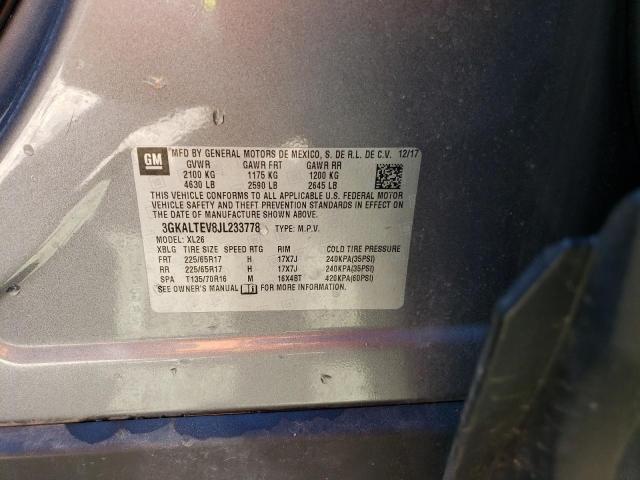 GM MFD BY GENERAL MOTORS DE MEXICO, S. DE R.L. DE C.V. 12/17
GVWR GAWR FRT GAWR RR
2100 KG 1175 KG 1200 KG
4630 LB 2590 LB 2645 LB
THIS VEHICLE CONFORMS TO ALL APPLICABLE U.S. FEDERAL MOTOR
VEHICLE SAFETY AND THEFT PREVENTION STANDARDS IN EFFECT ON
THE DATE OF MANUFACTURE SHOWN ABOVE.
3GKALTEV8JL233778 TYPE: M.P.V.
MODEL: XL26
XBLG TIRE SIZE SPEED RTG RIM COLD TIRE PRESSURE
FRT 225/65R17 H 17X7J 240KPA(35PSI)
RR 225/65R17 H 17X7J 240KPA(35PSI)
SPA T135/70R16 M 16X4BT 420KPA(60PSI)
SEE OWNER'S MANUAL FOR MORE INFORMATION.